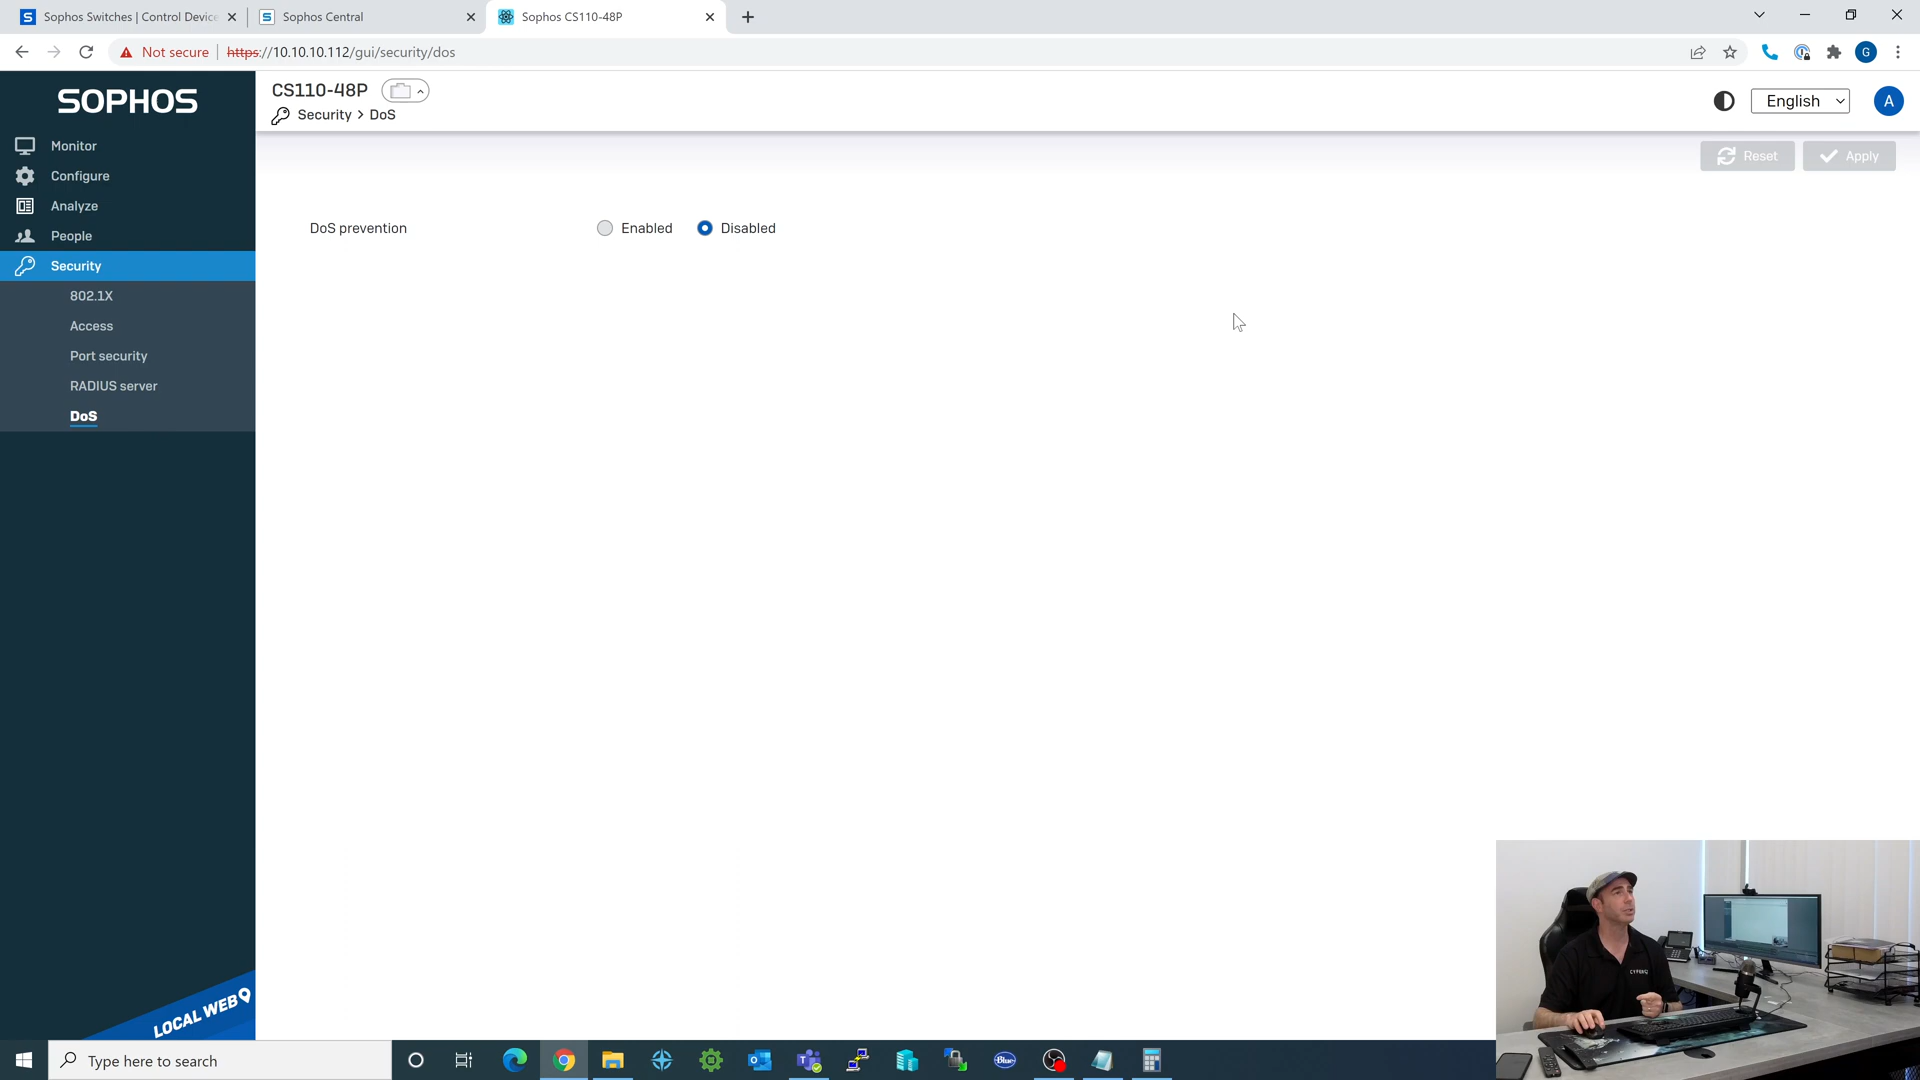 Sophos Switches | Control Device
Sophos Central
Sophos CS110-48P
Not secure
https://10.10.10.112/gui/security/dos
G
SOPHOS
CS110-48P
Security > DoS
English
A
Monitor
Configure
Analyze
People
Security
802.1X
Access
Port security
RADIUS server
DoS
Reset
Apply
DoS prevention
Enabled
Disabled
LOCAL WEB
Type here to search
Blue